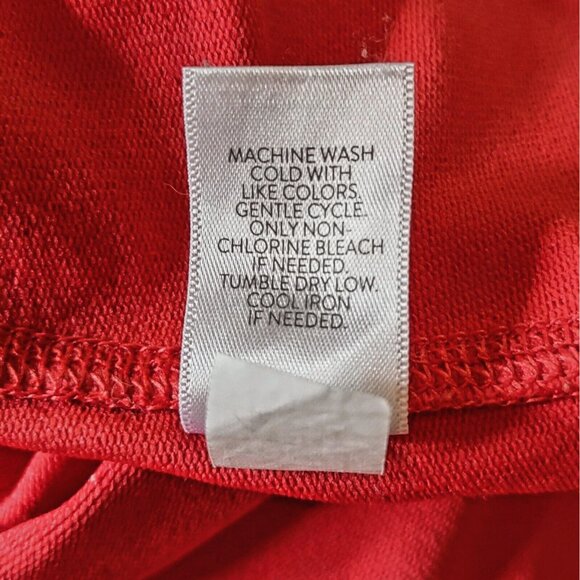 MACHINE WASH
COLD WITH
LIKE COLORS.
GENTLE CYCLE.
ONLY NON-
CHLORINE BLEACH
IF NEEDED.
TUMBLE DRY LOW.
COOL IRON
IF NEEDED.